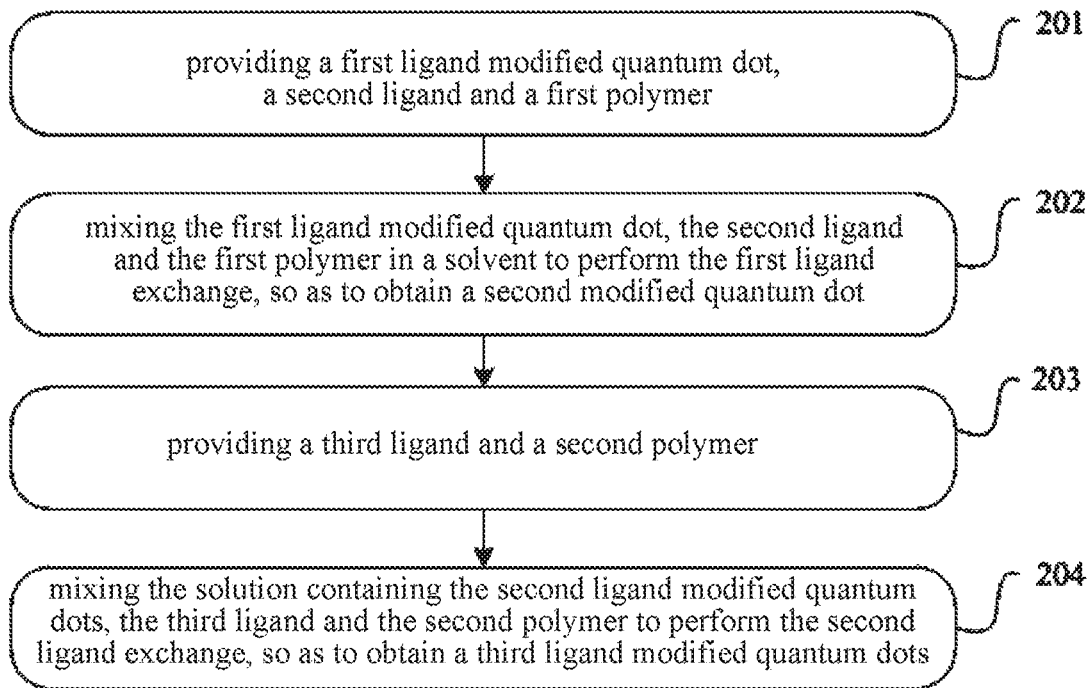 201
providing a first ligand modified quantum dot,
a second ligand and a first polymer
202
mixing the first ligand modified quantum dot, the second ligand
and the first polymer in a solvent to perform the first ligand
exchange, so as to obtain a second modified quantum dot
203
providing a third ligand and a second polymer
204
mixing the solution containing the second ligand modified quantum
dots, the third ligand and the second polymer to perform the second
ligand exchange, so as to obtain a third ligand modified quantum dots